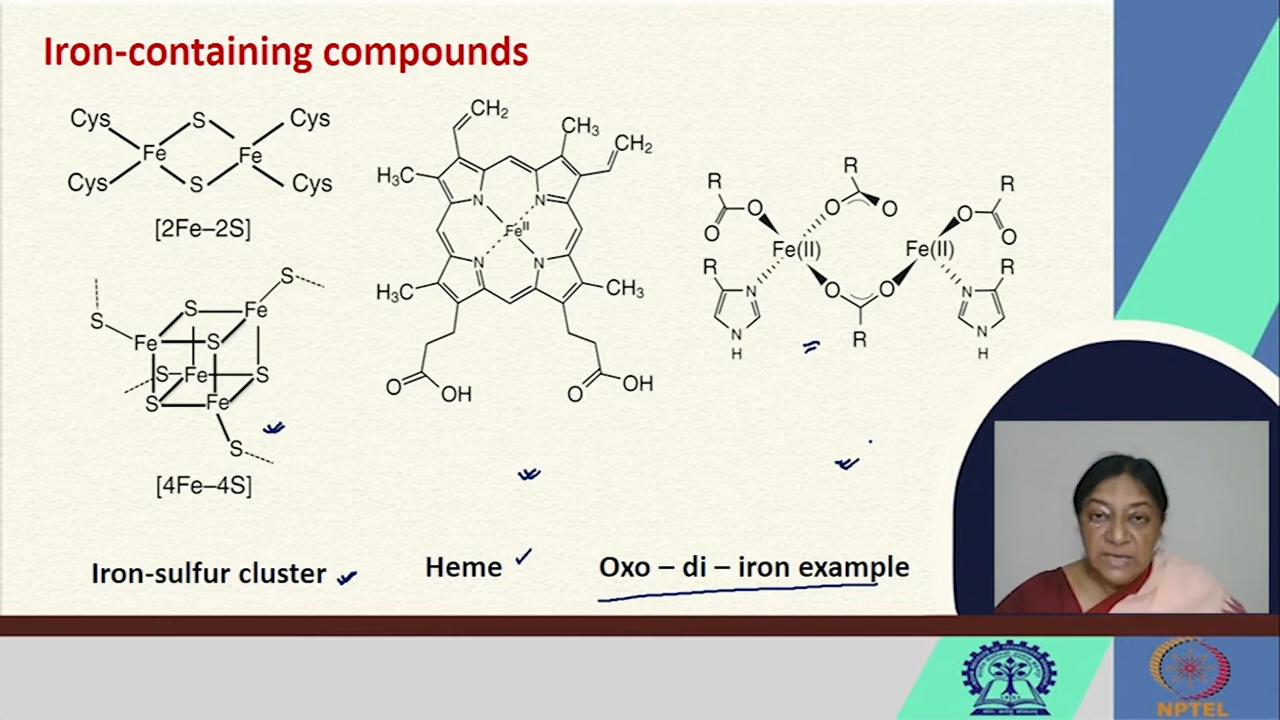 Iron-containing compounds
Cys S Cys
Fe Fe
Cys S Cys
[2Fe–2S]
S
S Fe
S
Fe S
S Fe S
S Fe
S
[4Fe–4S]
Iron-sulfur cluster
CH₂
CH₃
CH₂
H₃C
N N
Feᴵᴵ
N N
H₃C CH₃
O OH O OH
Heme
R R R
O O O O
O O
Fe(II) Fe(II)
R R
N O O N
N R N
H H
Oxo – di – iron example
NPTEL